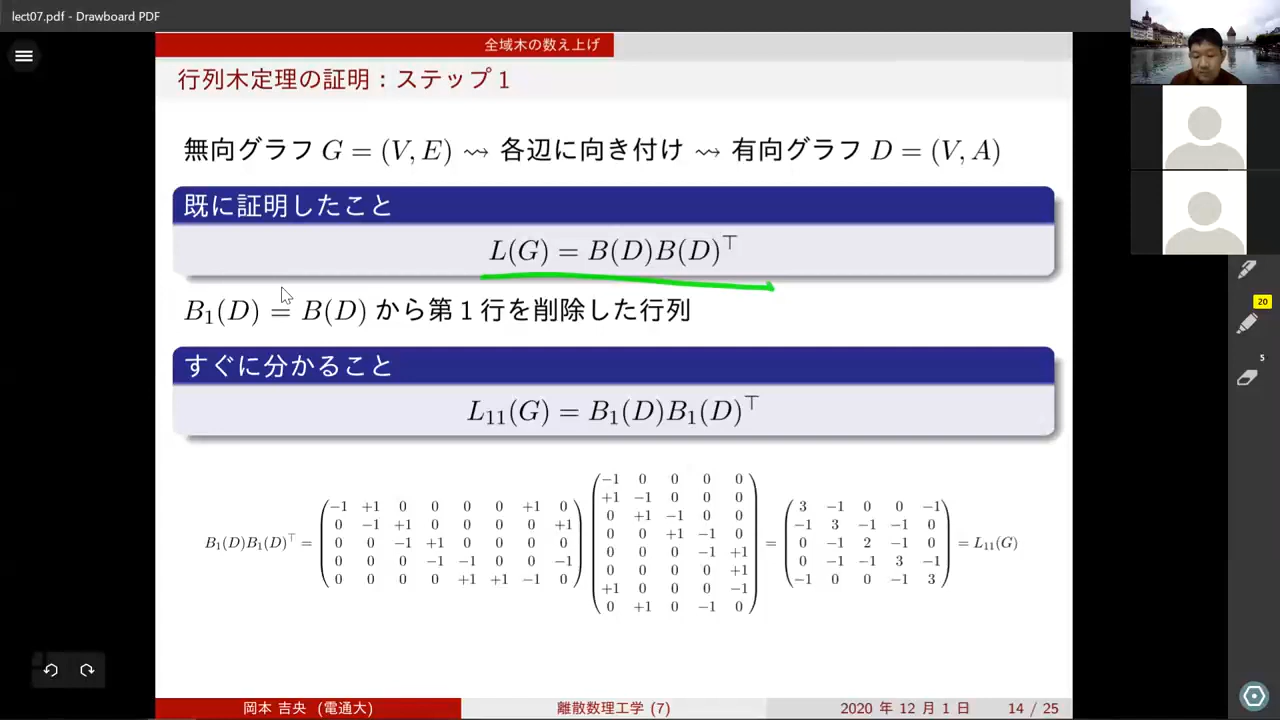 lect07.pdf - Drawboard PDF
全域木の数え上げ
行列木定理の証明：ステップ 1
無向グラフ G = (V, E) ⇝ 各辺に向き付け ⇝ 有向グラフ D = (V, A)
既に証明したこと
L(G) = B(D)B(D)⊤
B₁(D) = B(D) から第 1 行を削除した行列
すぐに分かること
L₁₁(G) = B₁(D)B₁(D)⊤
B₁(D)B₁(D)⊤ =
−1 +1 0 0 0 0 +1 0
0 −1 +1 0 0 0 0 +1
0 0 −1 +1 0 0 0 0
0 0 0 −1 −1 0 0 −1
0 0 0 0 +1 +1 −1 0
−1 0 0 0 0
+1 −1 0 0 0
0 +1 −1 0 0
0 0 +1 −1 0
0 0 0 −1 +1
0 0 0 0 +1
+1 0 0 0 −1
0 +1 0 −1 0
=
3 −1 0 0 −1
−1 3 −1 −1 0
0 −1 2 −1 0
0 −1 −1 3 −1
−1 0 0 −1 3
= L₁₁(G)
20
5
岡本 吉央 (電通大)
離散数理工学 (7)
2020 年 12 月 1 日
14 / 25